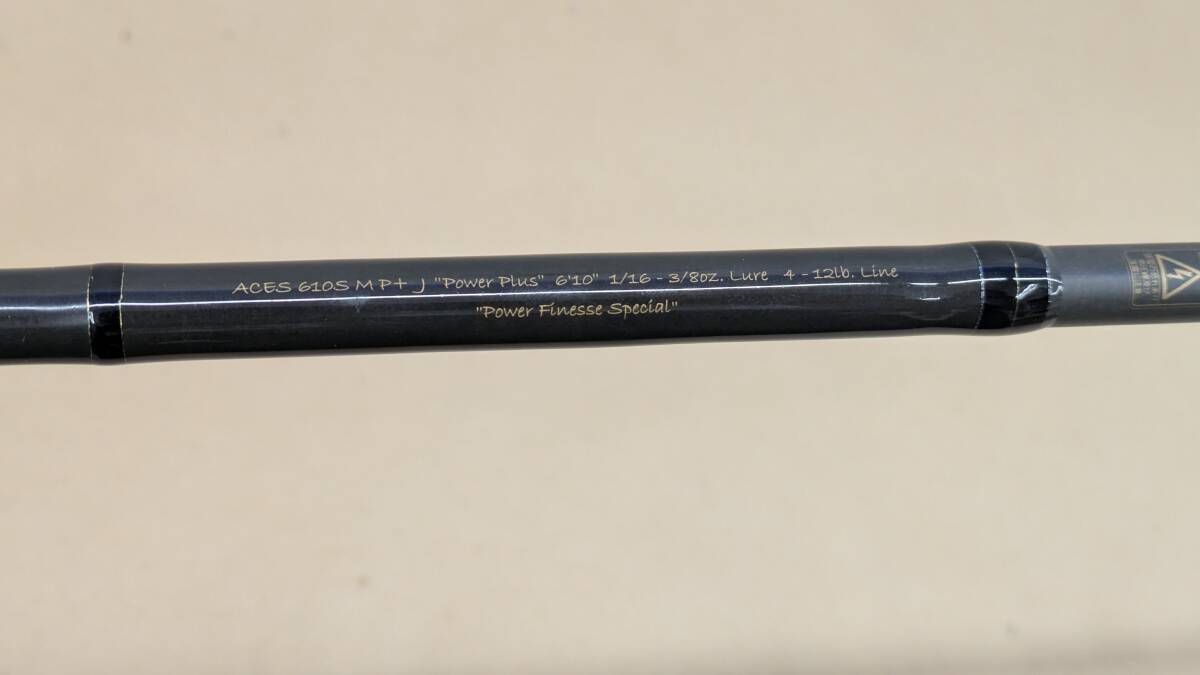 ACES 610S M P+ J "Power Plus" 6'10" 1/16 - 3/8oz. Lure 4 - 12lb. Line
"Power Finesse Special"